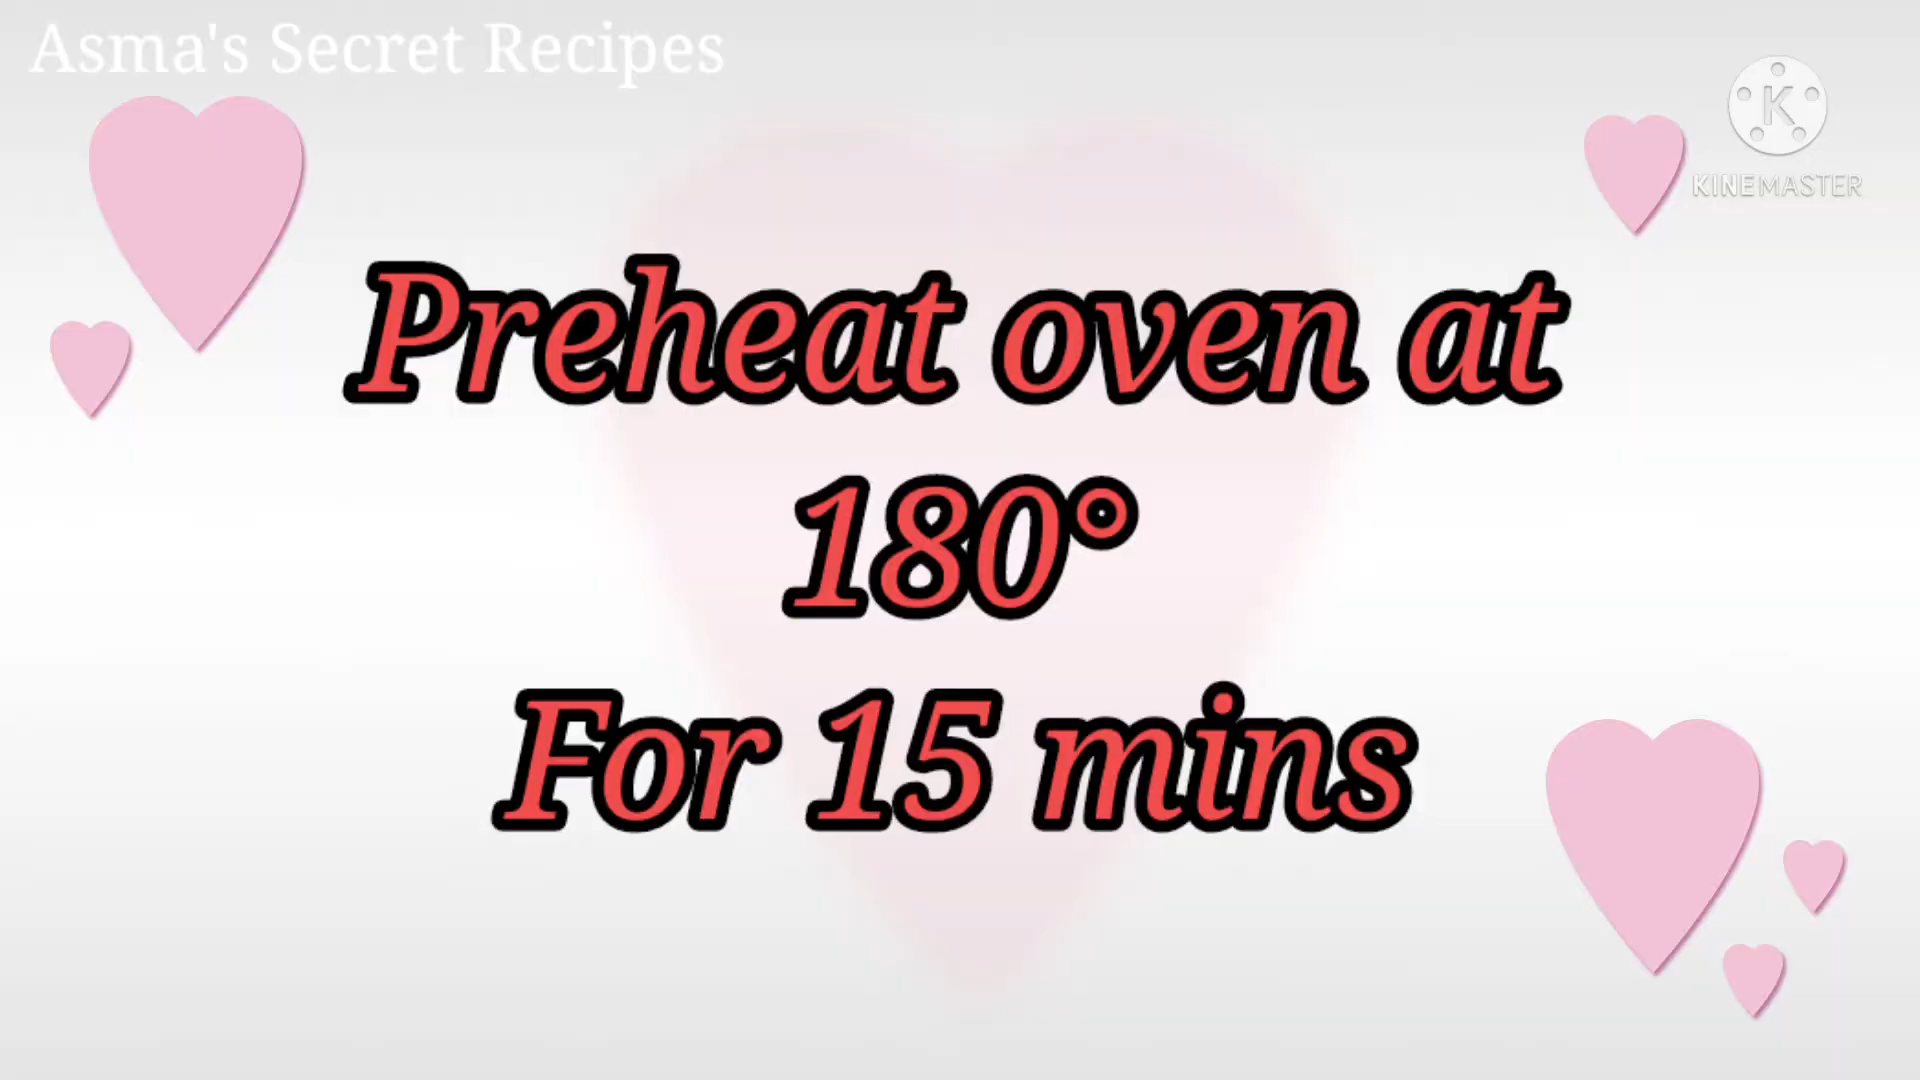 Asma's Secret Recipes
K
KINEMASTER
Preheat oven at
180°
For 15 mins